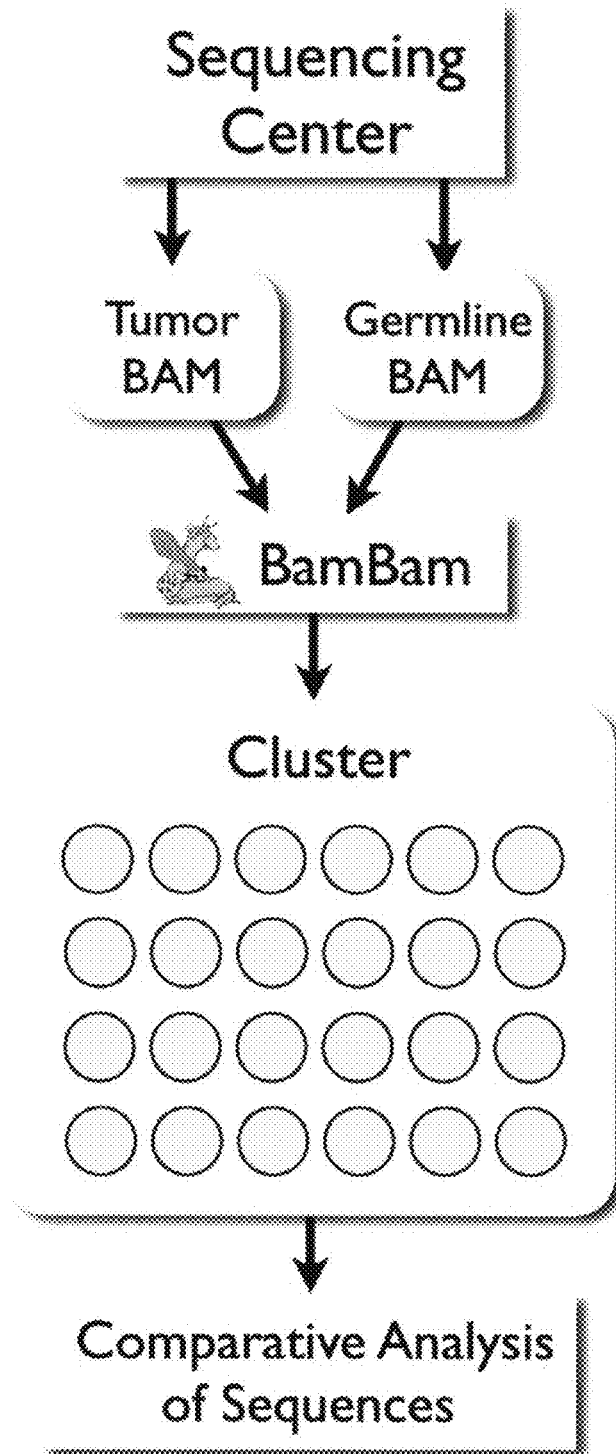 Sequencing
Center
Tumor
BAM
Germline
BAM
BamBam
Cluster
Comparative Analysis
of Sequences